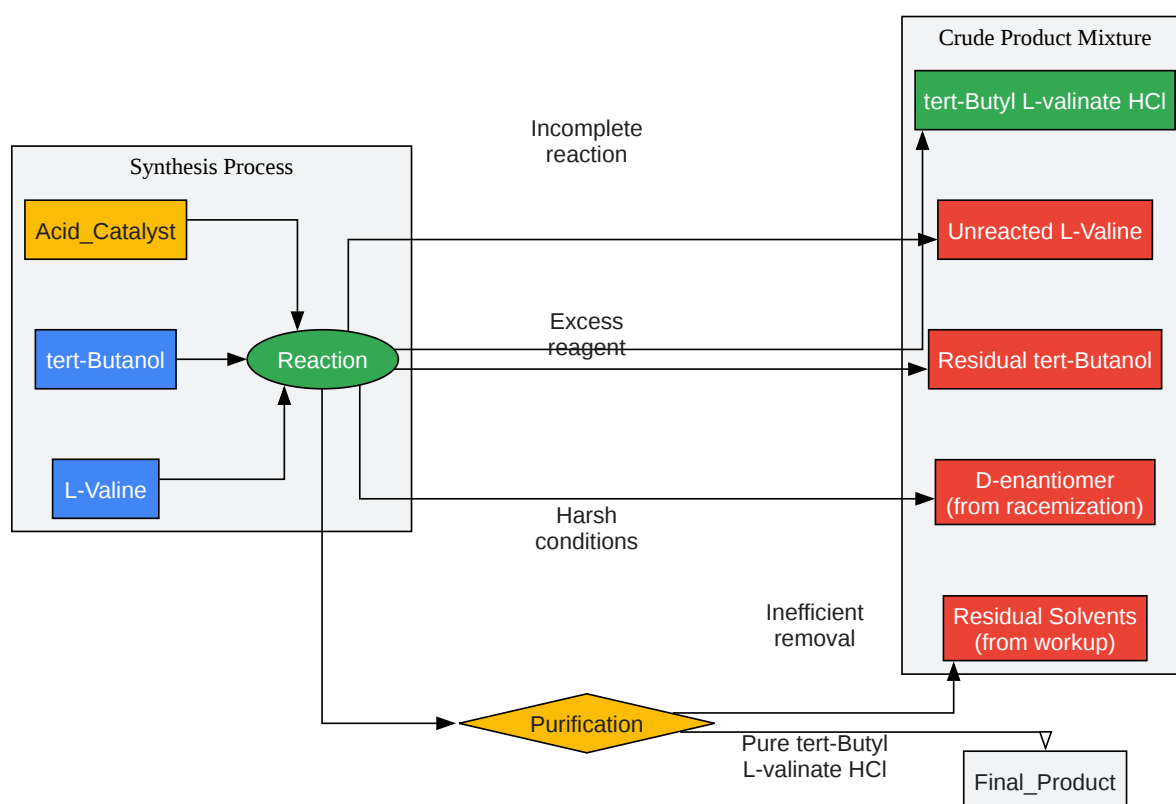 Crude Product Mixture
tert-Butyl L-valinate HCl
Incomplete
reaction
Synthesis Process
Acid_Catalyst
Unreacted L-Valine
Excess
reagent
tert-Butanol
Reaction
Residual tert-Butanol
L-Valine
D-enantiomer
(from racemization)
Harsh
conditions
Inefficient
removal
Residual Solvents
(from workup)
Purification
Pure tert-Butyl
L-valinate HCl
Final_Product